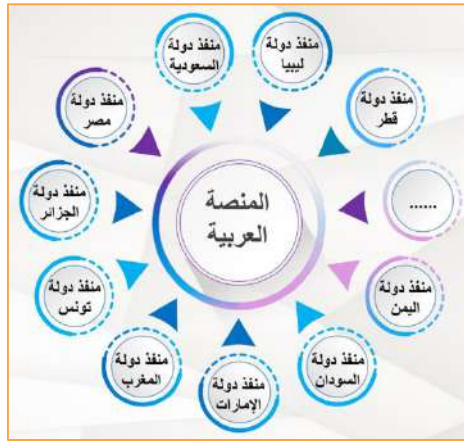 منفذ دولة
ليبيا
منفذ دولة
السعودية
منفذ دولة
قطر
منفذ دولة
مصر
......
المنصة
العربية
منفذ دولة
الجزائر
منفذ دولة
اليمن
منفذ دولة
تونس
منفذ دولة
السودان
منفذ دولة
المغرب
منفذ دولة
الإمارات